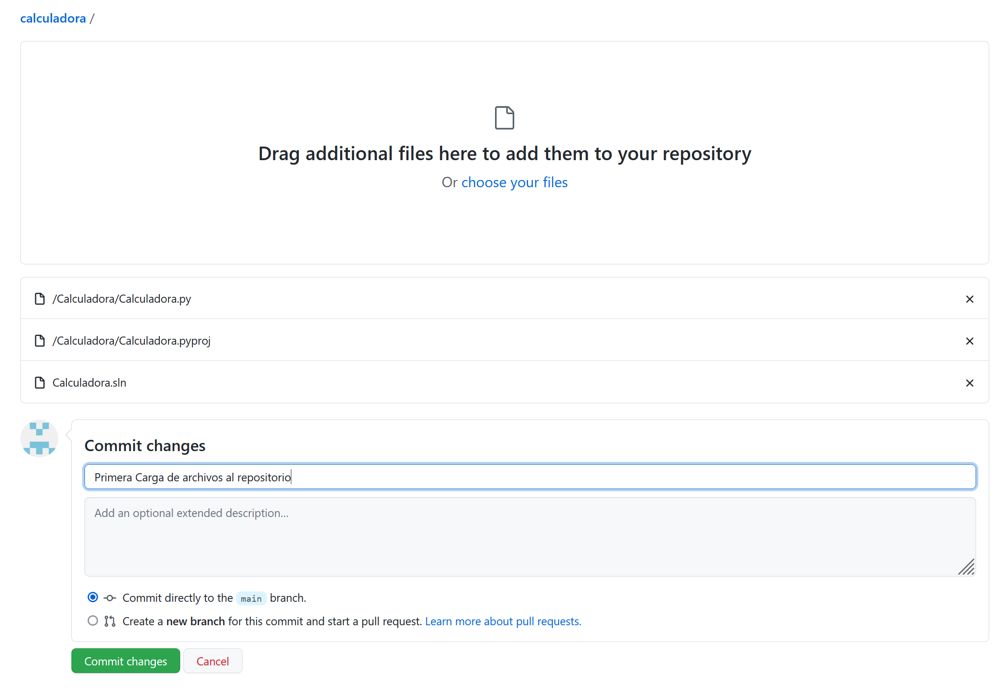 calculadora /
Drag additional files here to add them to your repository
Or choose your files
/Calculadora/Calculadora.py
/Calculadora/Calculadora.pyproj
Calculadora.sln
Commit changes
Primera Carga de archivos al repositorio
Add an optional extended description...
Commit directly to the main branch.
Create a new branch for this commit and start a pull request. Learn more about pull requests.
Commit changes Cancel